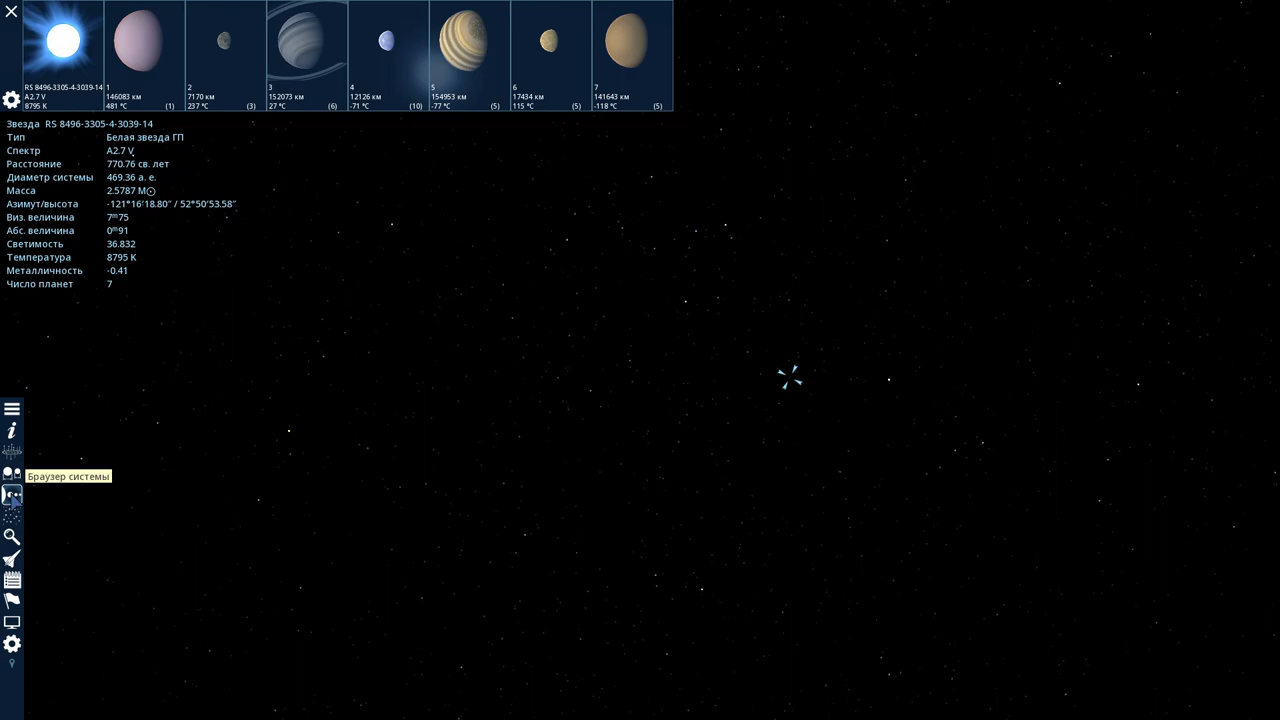 RS 8496-3305-4-3039-14
A2.7 V
8795 K
1
146083 км
481 °C (1)
2
7170 км
237 °C (3)
3
152073 км
27 °C (6)
4
12126 км
-71 °C (10)
5
154953 км
-77 °C (5)
6
17434 км
115 °C (5)
7
141643 км
-118 °C (5)
Звезда RS 8496-3305-4-3039-14
Тип Белая звезда ГП
Спектр A2.7 V
Расстояние 770.76 св. лет
Диаметр системы 469.36 а. е.
Масса 2.5787 M☉
Азимут/высота -121°16′18.80″ / 52°50′53.58″
Виз. величина 7ᵐ75
Абс. величина 0ᵐ91
Светимость 36.832
Температура 8795 K
Металличность -0.41
Число планет 7
Браузер системы